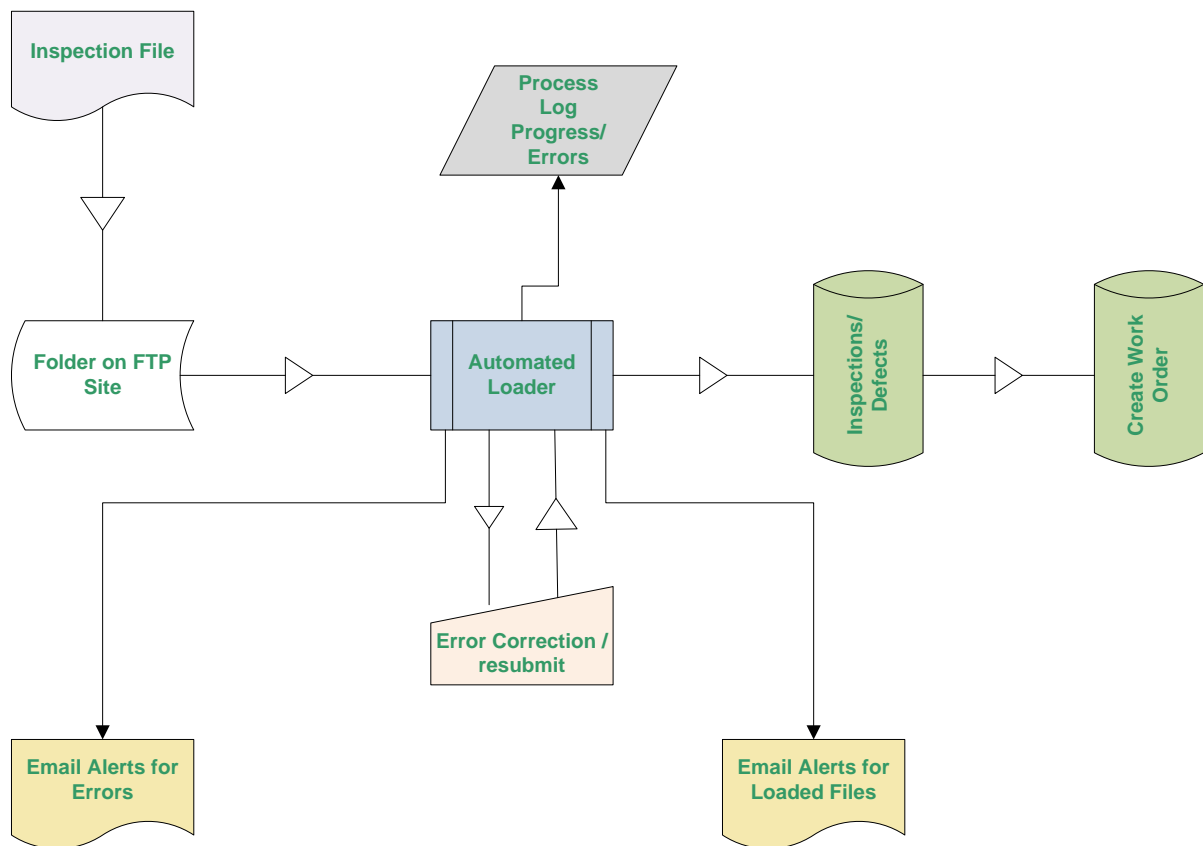 Inspection File
Process
Log
Progress/
Errors
Folder on FTP
Site
Automated
Loader
Inspections/
Defects
Create Work
Order
Error Correction /
resubmit
Email Alerts for
Errors
Email Alerts for
Loaded Files